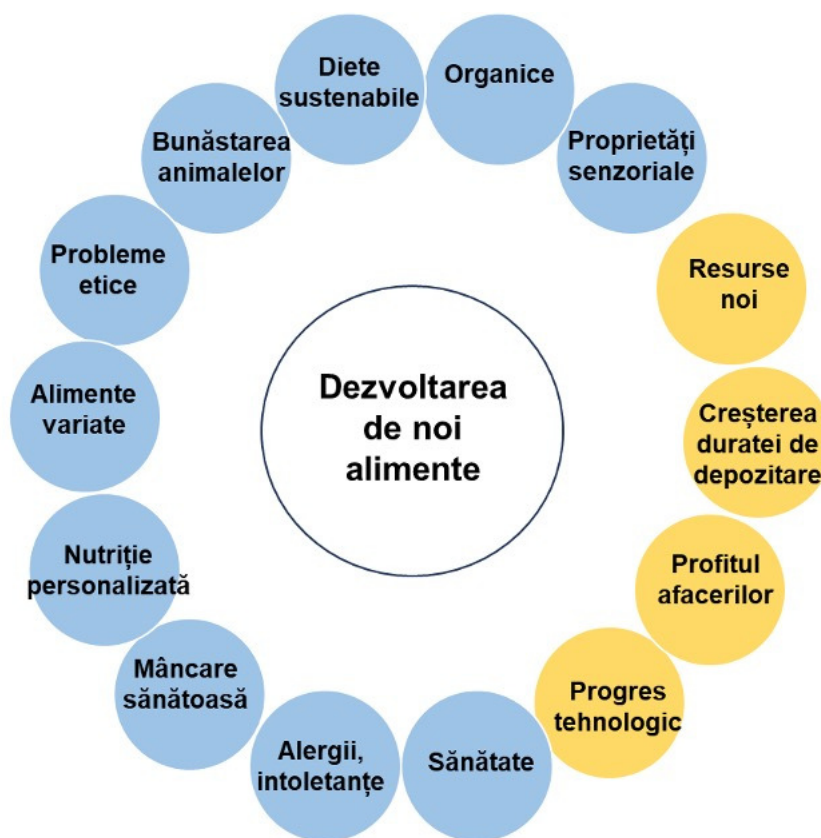 Diete
sustenabile
Organice
Proprietăți
senzoriale
Resurse
noi
Creșterea
duratei de
depozitare
Profitul
afacerilor
Progres
tehnologic
Sănătate
Alergii,
intoletanțe
Mâncare
sănătoasă
Nutriție
personalizată
Alimente
variate
Probleme
etice
Bunăstarea
animalelor
Dezvoltarea
de noi
alimente